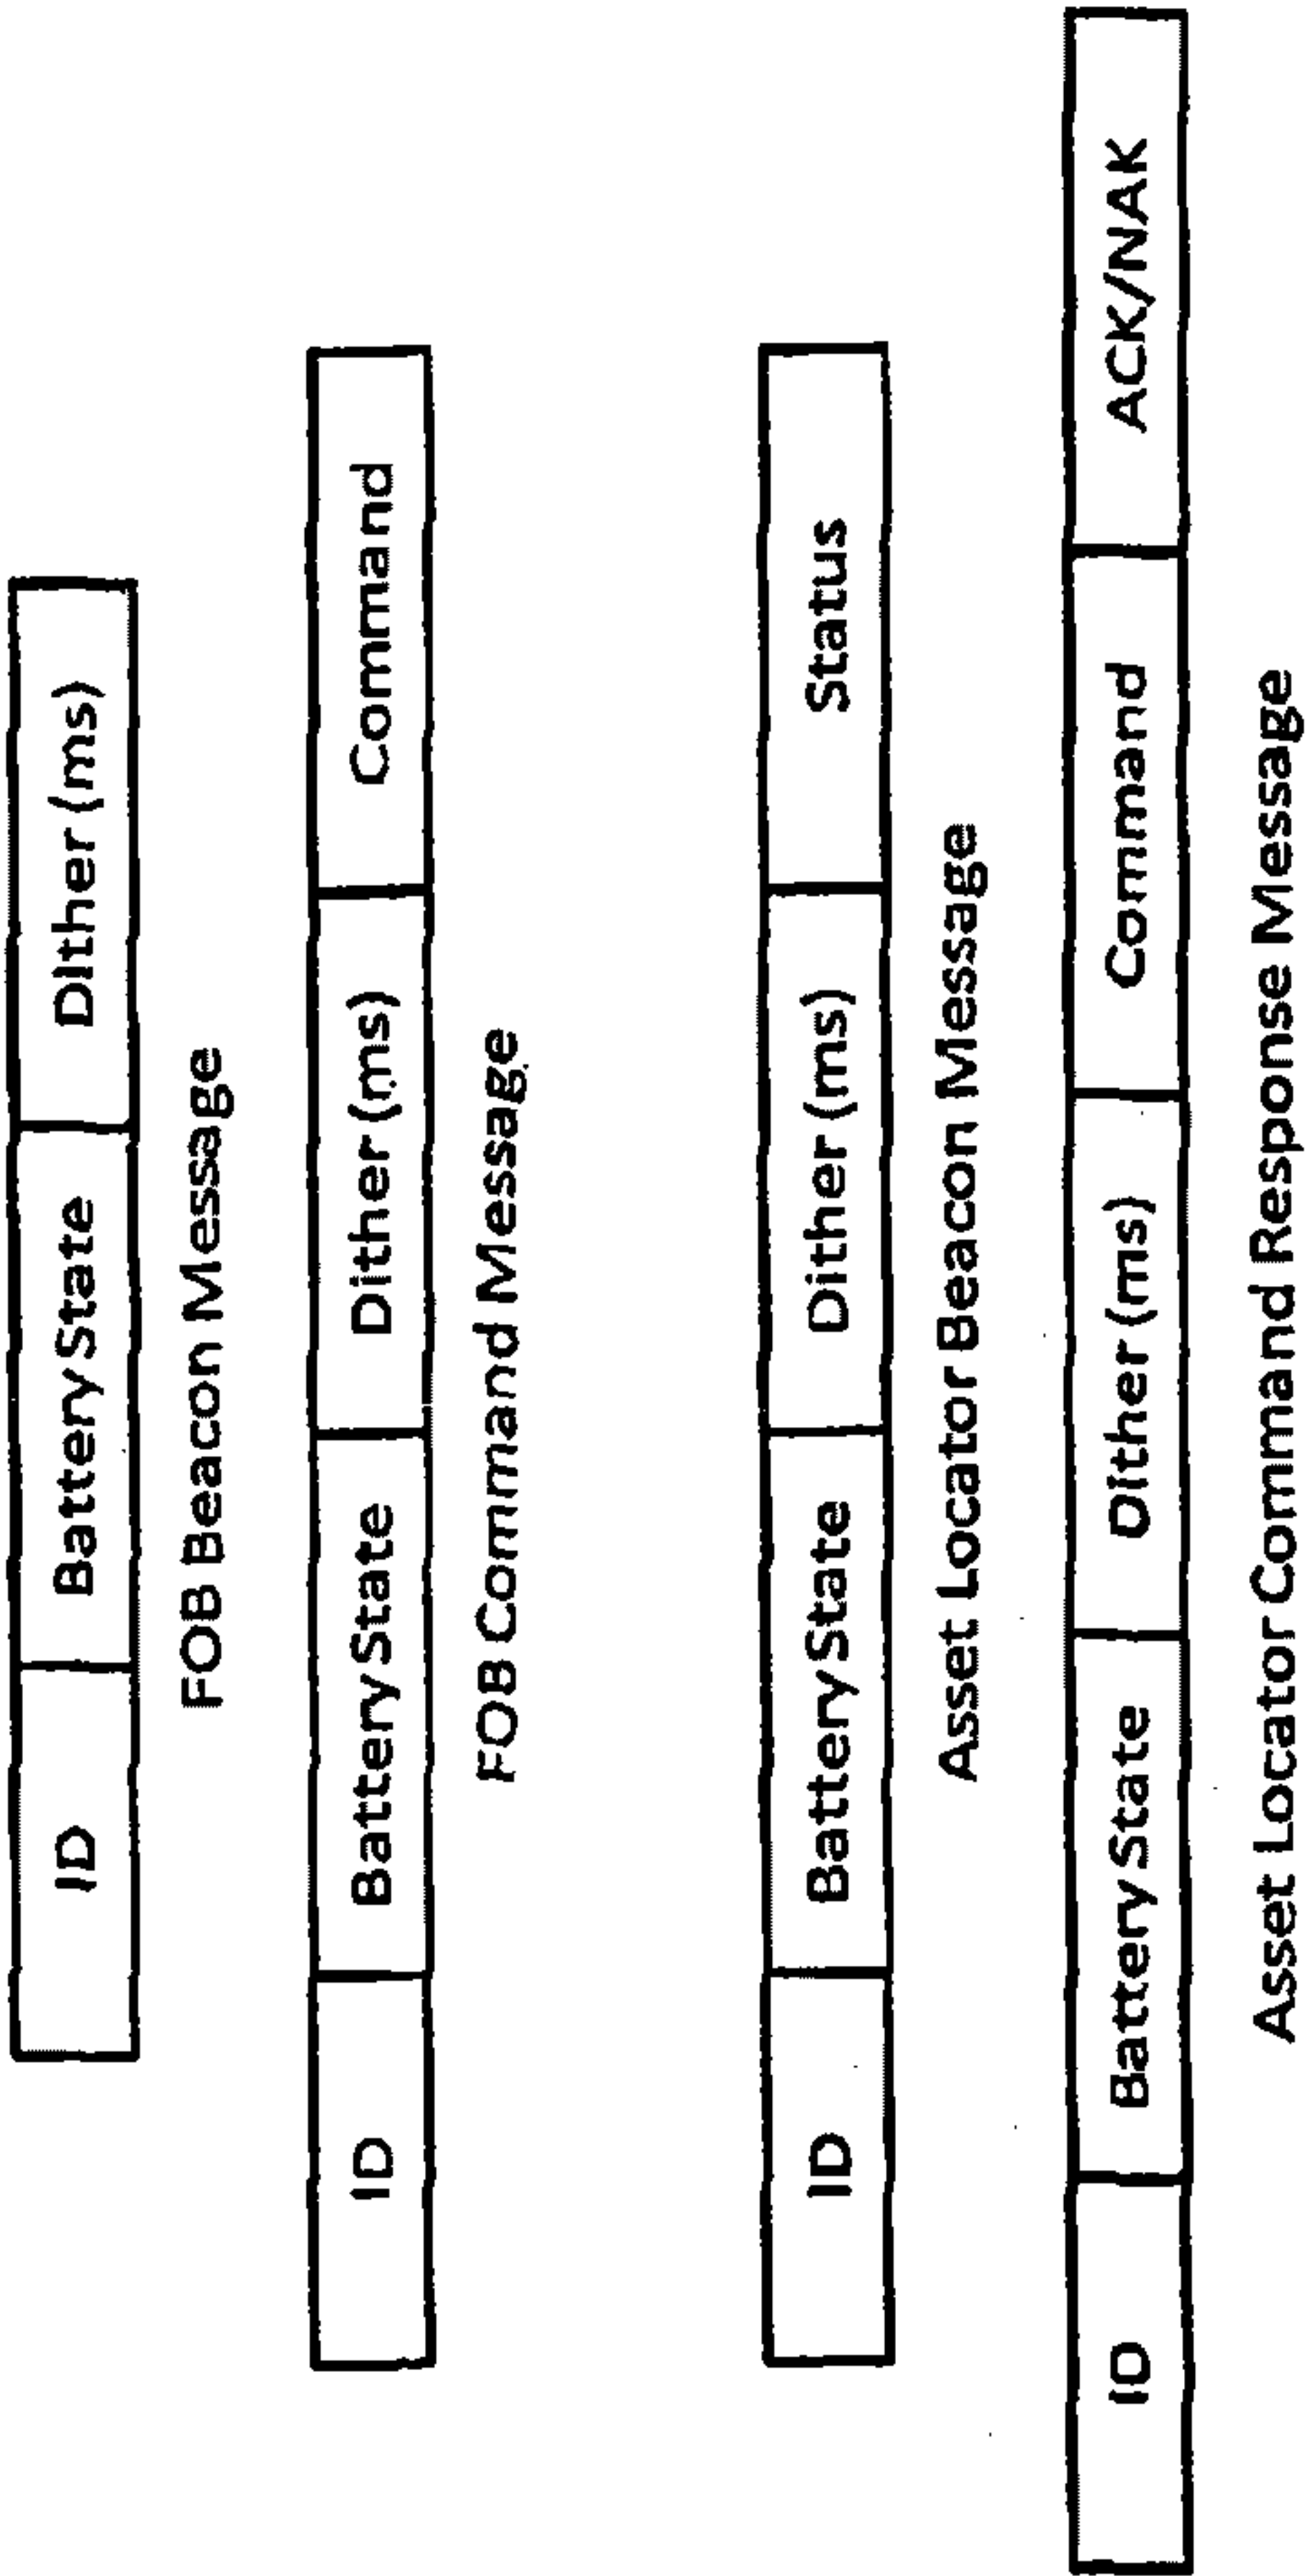 ID Battery State Dither (ms)
FOB Beacon Message
ID Battery State Dither (ms) Command
FOB Command Message
ID Battery State Dither (ms) Status
Asset Locator Beacon Message
ID Battery State Dither (ms) Command ACK/NAK
Asset Locator Command Response Message